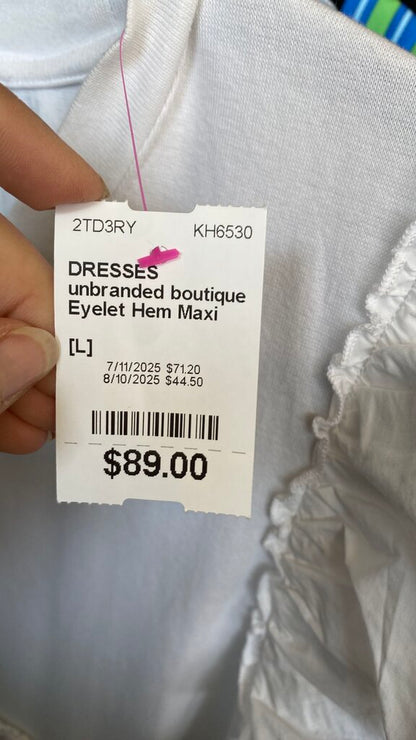 2TD3RY KH6530
DRESSES
unbranded boutique
Eyelet Hem Maxi
[L]
7/11/2025 $71.20
8/10/2025 $44.50
$89.00